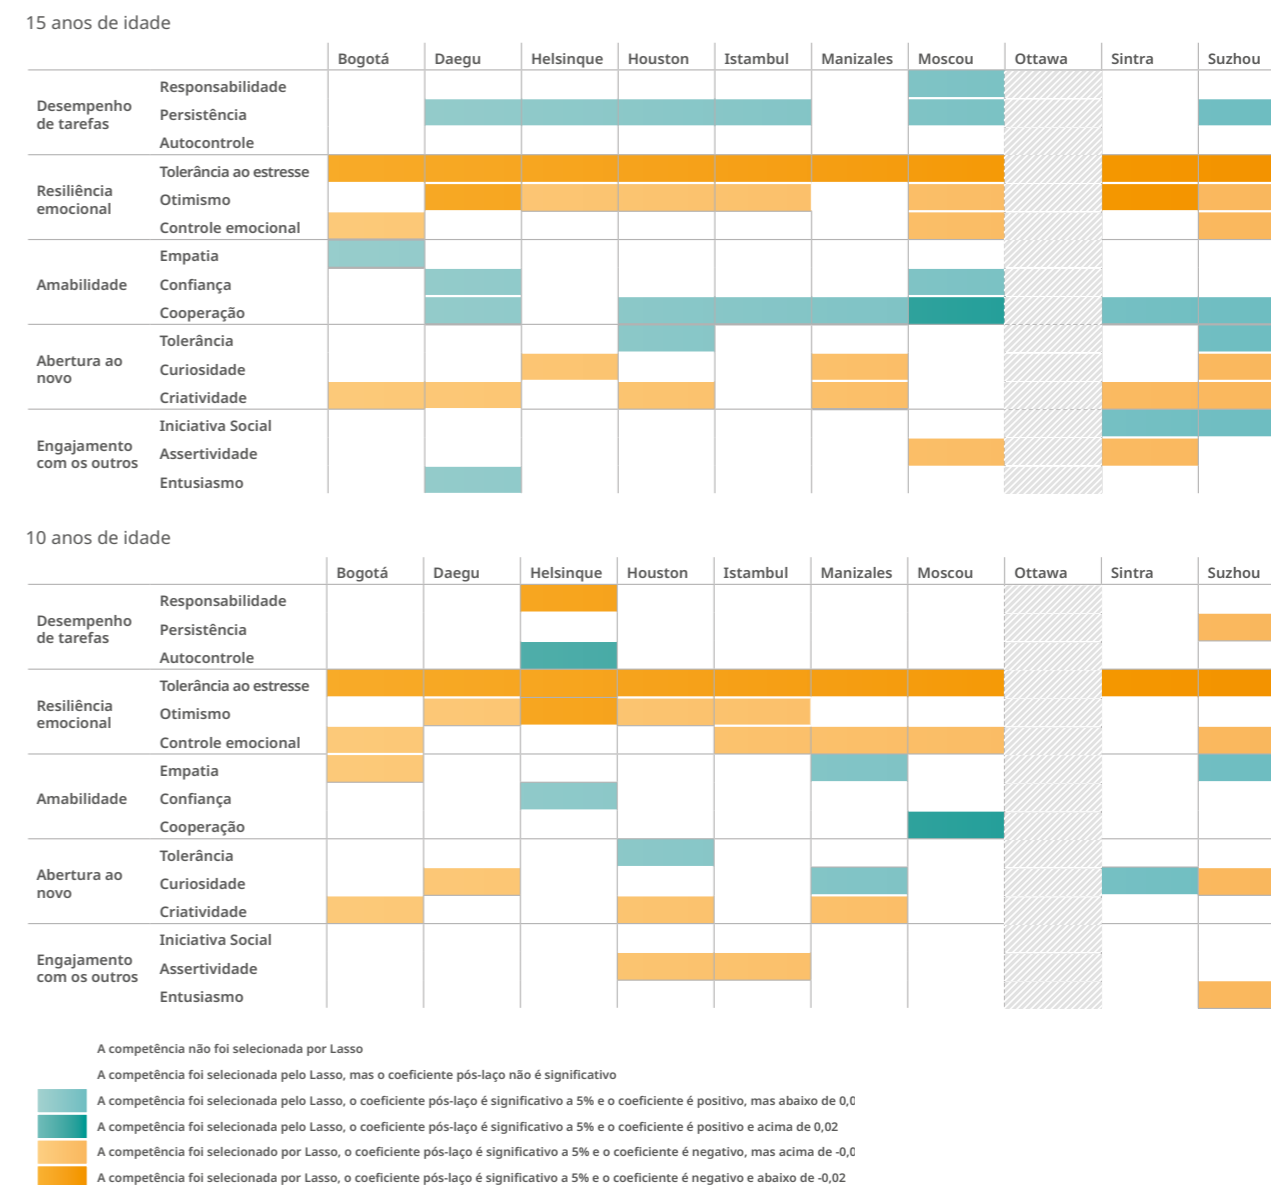 15 anos de idade
Bogotá Daegu Helsinque Houston Istambul Manizales Moscou Ottawa Sintra Suzhou
Desempenho de tarefas
Responsabilidade
Persistência
Autocontrole
Resiliência emocional
Tolerância ao estresse
Otimismo
Controle emocional
Amabilidade
Empatia
Confiança
Cooperação
Abertura ao novo
Tolerância
Curiosidade
Criatividade
Engajamento com os outros
Iniciativa Social
Assertividade
Entusiasmo
10 anos de idade
Bogotá Daegu Helsinque Houston Istambul Manizales Moscou Ottawa Sintra Suzhou
Desempenho de tarefas
Responsabilidade
Persistência
Autocontrole
Resiliência emocional
Tolerância ao estresse
Otimismo
Controle emocional
Amabilidade
Empatia
Confiança
Cooperação
Abertura ao novo
Tolerância
Curiosidade
Criatividade
Engajamento com os outros
Iniciativa Social
Assertividade
Entusiasmo
A competência não foi selecionada por Lasso
A competência foi selecionada pelo Lasso, mas o coeficiente pós-laço não é significativo
A competência foi selecionada pelo Lasso, o coeficiente pós-laço é significativo a 5% e o coeficiente é positivo, mas abaixo de 0,0
A competência foi selecionada pelo Lasso, o coeficiente pós-laço é significativo a 5% e o coeficiente é positivo e acima de 0,02
A competência foi selecionado por Lasso, o coeficiente pós-laço é significativo a 5% e o coeficiente é negativo, mas acima de -0,0
A competência foi selecionada por Lasso, o coeficiente pós-laço é significativo a 5% e o coeficiente é negativo e abaixo de -0,02